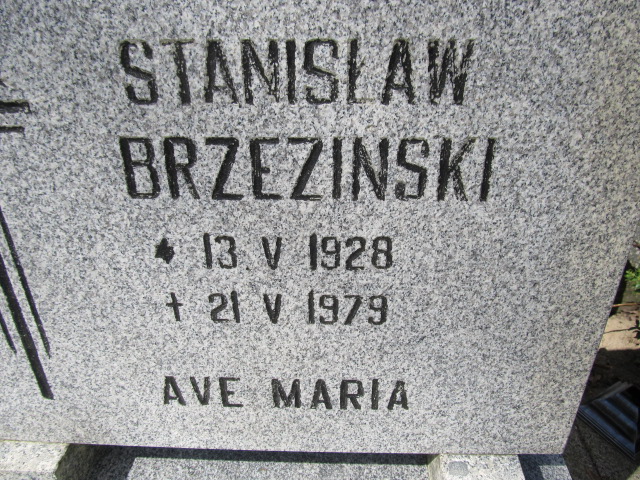 STANISŁAW
BRZEZINSKI
* 13. V 1928
+ 21 V 1979
AVE MARIA